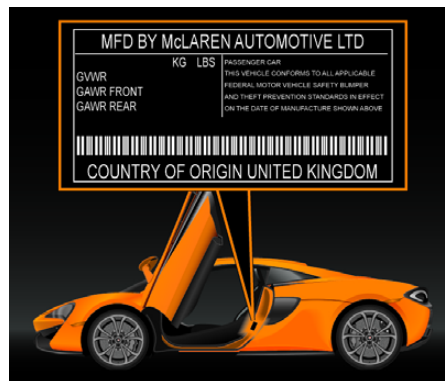 MFD BY McLAREN AUTOMOTIVE LTD
KG LBS
GVWR
GAWR FRONT
GAWR REAR
PASSENGER CAR
THIS VEHICLE CONFORMS TO ALL APPLICABLE
FEDERAL MOTOR VEHICLE SAFETY BUMPER
AND THEFT PREVENTION STANDARDS IN EFFECT
ON THE DATE OF MANUFACTURE SHOWN ABOVE
COUNTRY OF ORIGIN UNITED KINGDOM